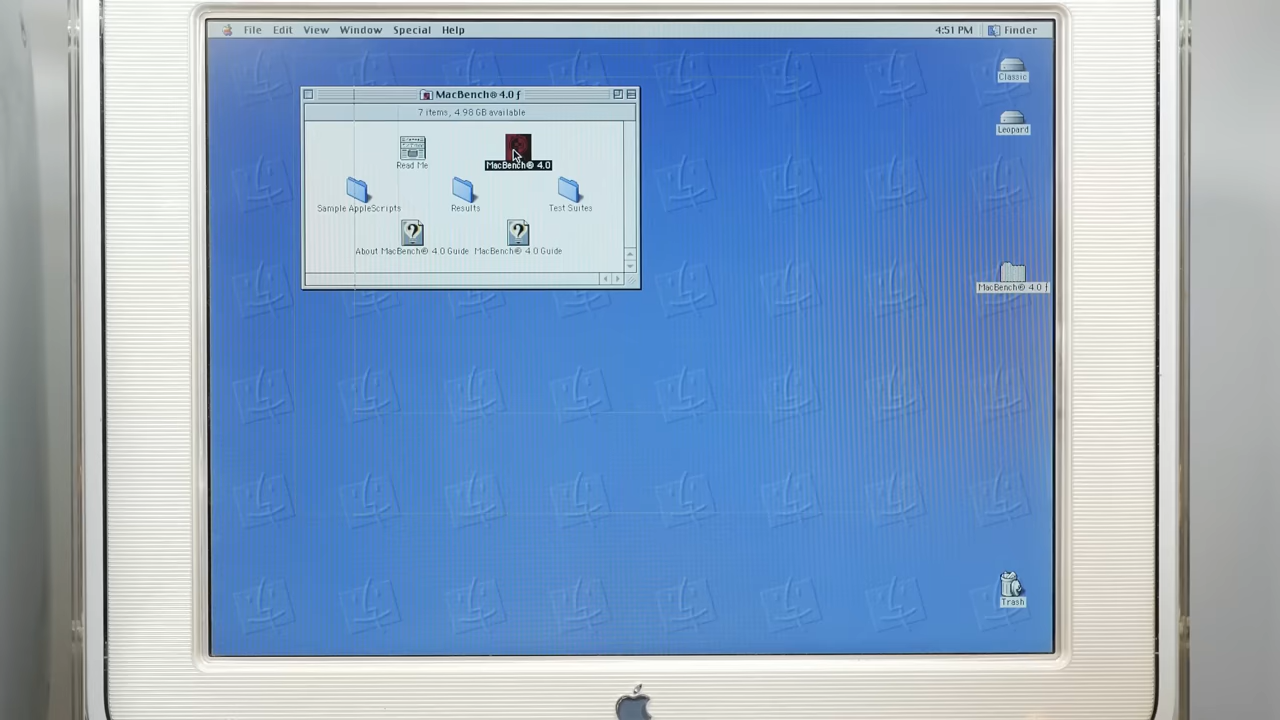 File Edit View Window Special Help 4:51 PM Finder
Classic
MacBench® 4.0 ƒ
7 items, 4.98 GB available
Leopard
Read Me MacBench® 4.0
Sample AppleScripts Results Test Suites
About MacBench® 4.0 Guide MacBench® 4.0 Guide
MacBench® 4.0 ƒ
Trash